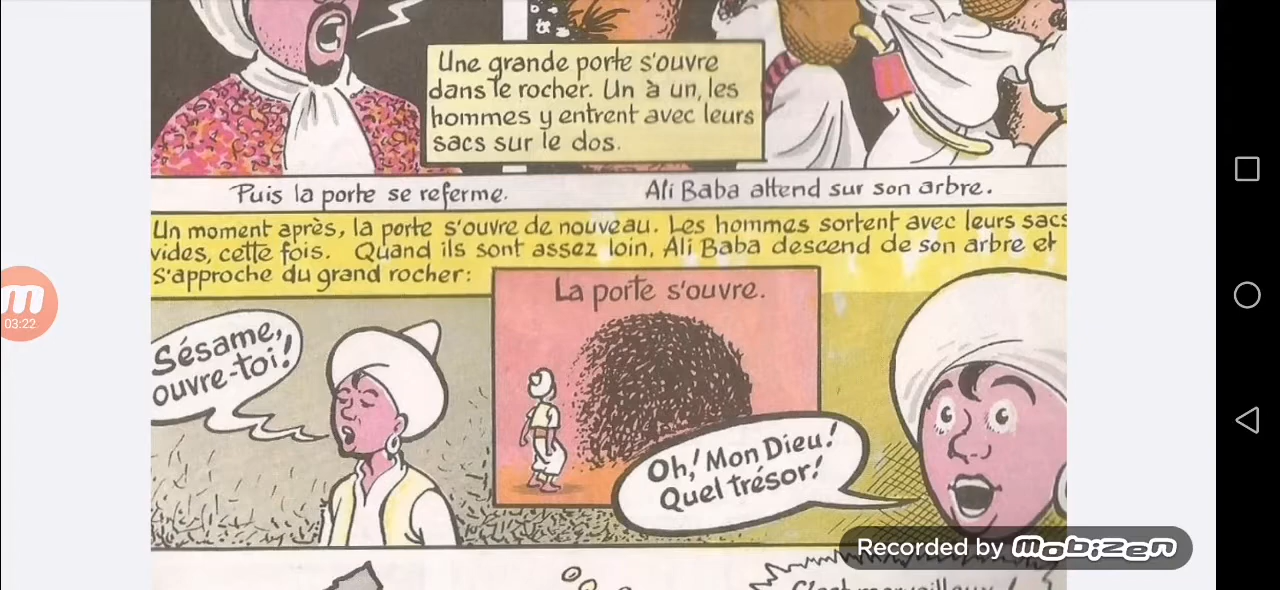 Une grande porte s'ouvre
dans le rocher. Un à un, les
hommes y entrent avec leurs
sacs sur le dos.
Puis la porte se referme.
Ali Baba attend sur son arbre.
Un moment après, la porte s'ouvre de nouveau. Les hommes sortent avec leurs sacs
vides, cette fois. Quand ils sont assez loin, Ali Baba descend de son arbre et
s'approche du grand rocher:
La porte s'ouvre.
Sésame,
ouvre-toi!
Oh! Mon Dieu!
Quel trésor!
03:22
Recorded by mobizen
C'est merveilleux!